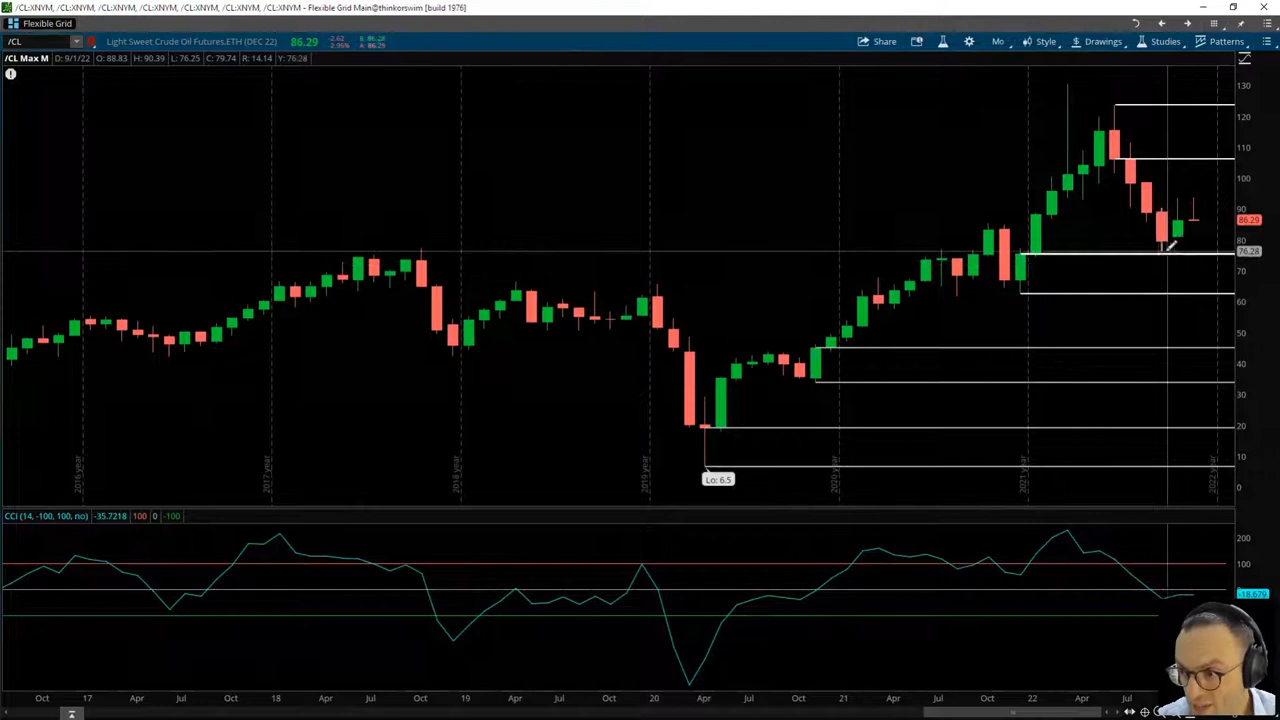 /CL:XNYM, /CL:XNYM, /CL:XNYM, /CL:XNYM, /CL:XNYM, /CL:XNYM - Flexible Grid Main@thinkorswim [build 1976]
Flexible Grid
/CL Light Sweet Crude Oil Futures,ETH (DEC 22) 86.29 -2.62 -2.95% B: 86.28 A: 86.29 Share Mo Style Drawings Studies Patterns
/CL Max M D: 9/1/22 O: 88.83 H: 90.39 L: 76.25 C: 79.74 R: 14.14 Y: 76.28
130
120
110
100
90
86.29
80
76.28
70
60
50
40
30
20
10
0
Lo: 6.5
2016 year 2017 year 2018 year 2019 year 2020 year 2021 year 2022 year
CCI (14, -100, 100, no) -35.7218 100 0 -100
200
100
-18.679
Oct 17 Apr Jul Oct 18 Apr Jul Oct 19 Apr Jul Oct 20 Apr Jul Oct 21 Apr Jul Oct 22 Apr Jul